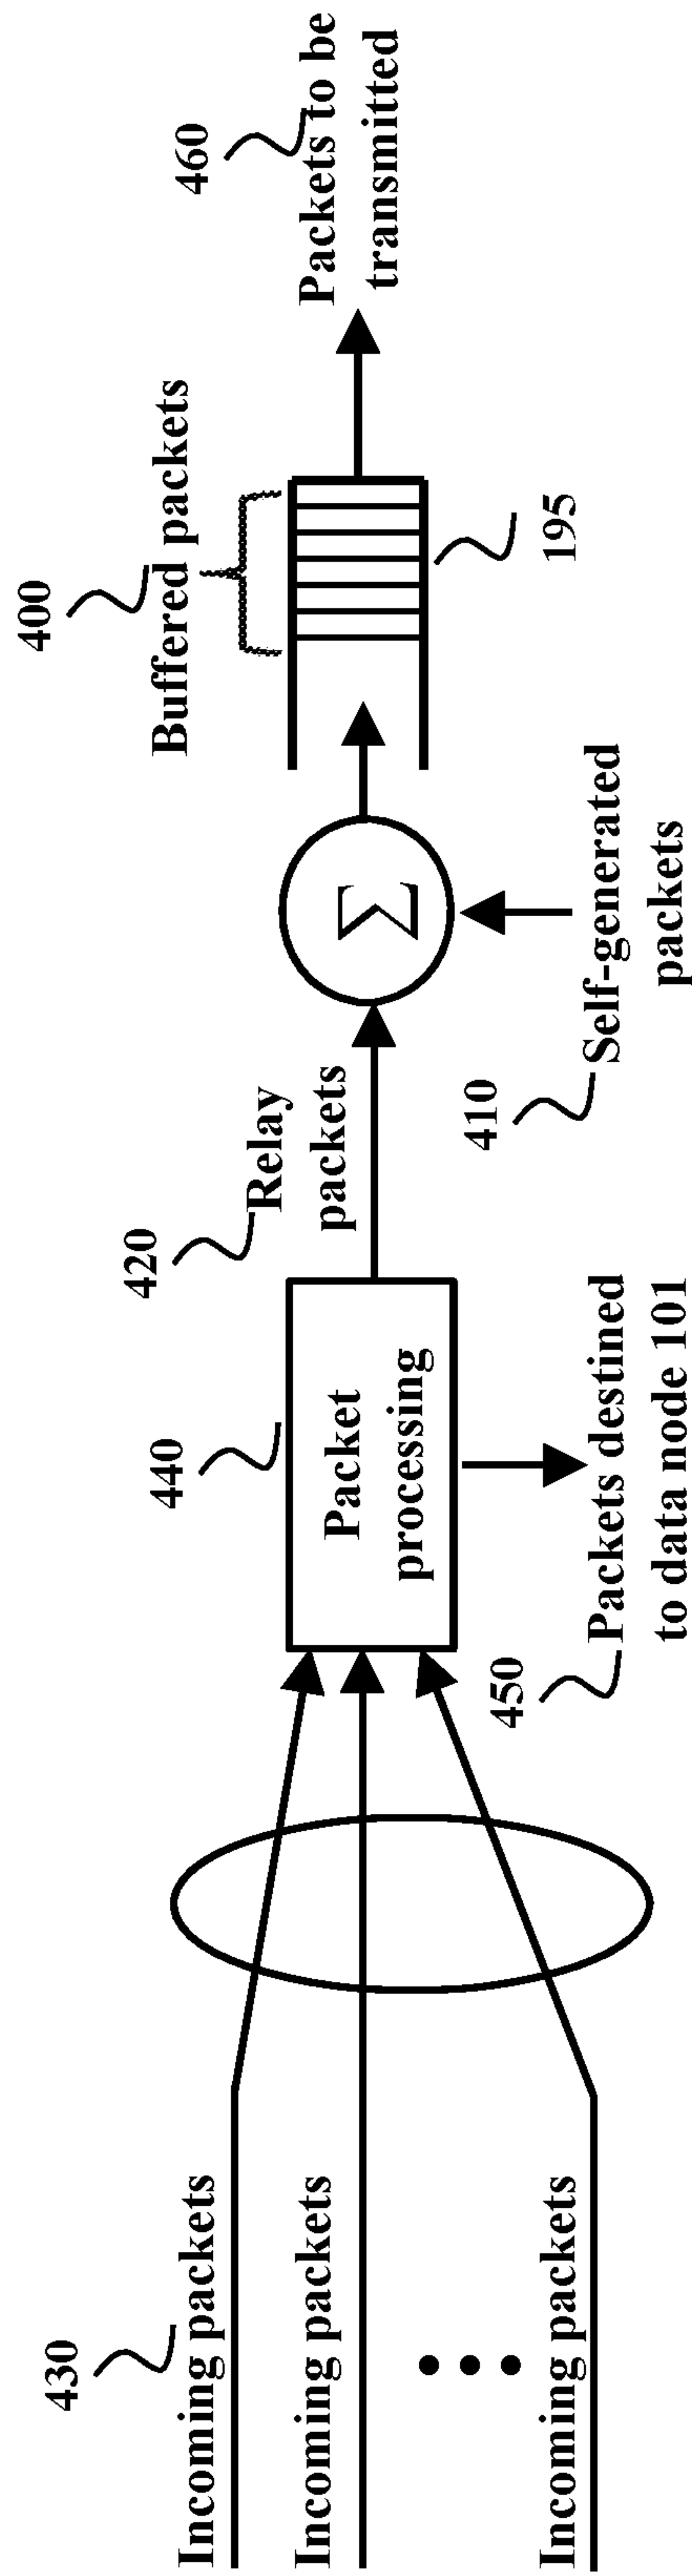 430
Incoming packets
Incoming packets
Incoming packets
440
Packet
processing
450
Packets destined
to data node 101
420
Relay
packets
Σ
410
Self-generated
packets
400
Buffered packets
195
460
Packets to be
transmitted